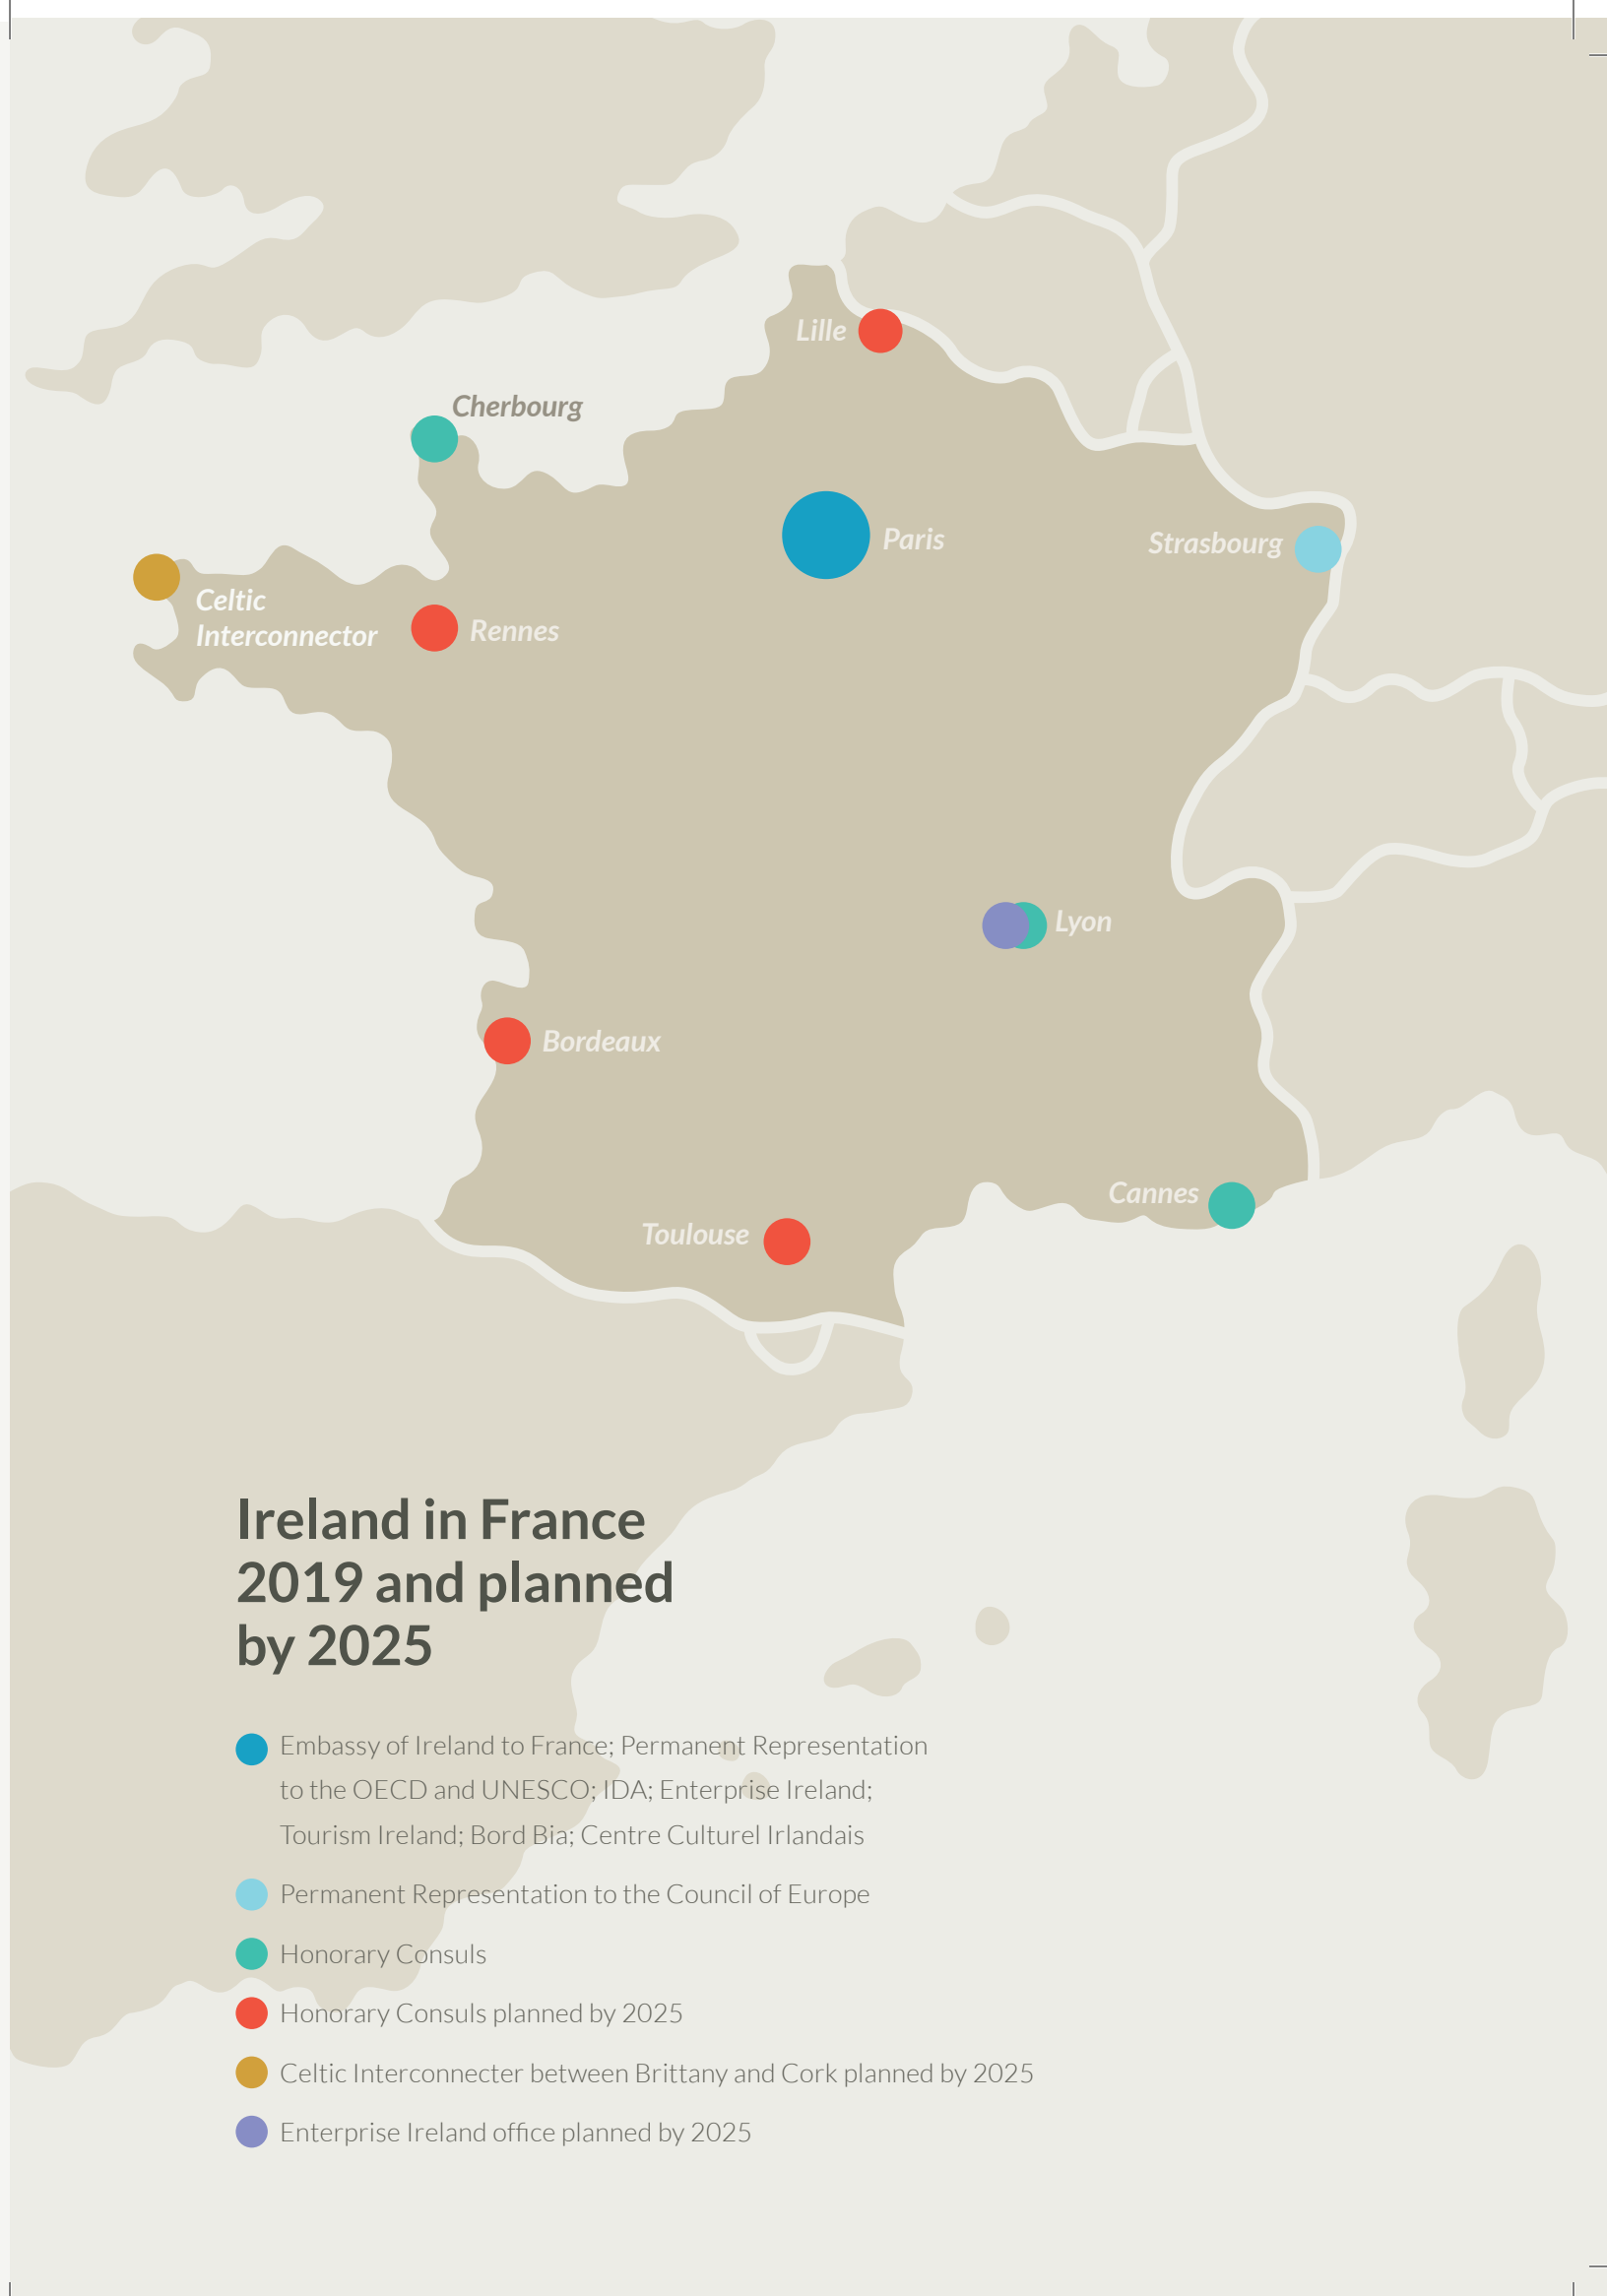 Lille
Cherbourg
Paris
Strasbourg
Celtic
Interconnector
Rennes
Lyon
Bordeaux
Cannes
Toulouse
Ireland in France
2019 and planned
by 2025
Embassy of Ireland to France; Permanent Representation
to the OECD and UNESCO; IDA; Enterprise Ireland;
Tourism Ireland; Bord Bia; Centre Culturel Irlandais
Permanent Representation to the Council of Europe
Honorary Consuls
Honorary Consuls planned by 2025
Celtic Interconnecter between Brittany and Cork planned by 2025
Enterprise Ireland office planned by 2025